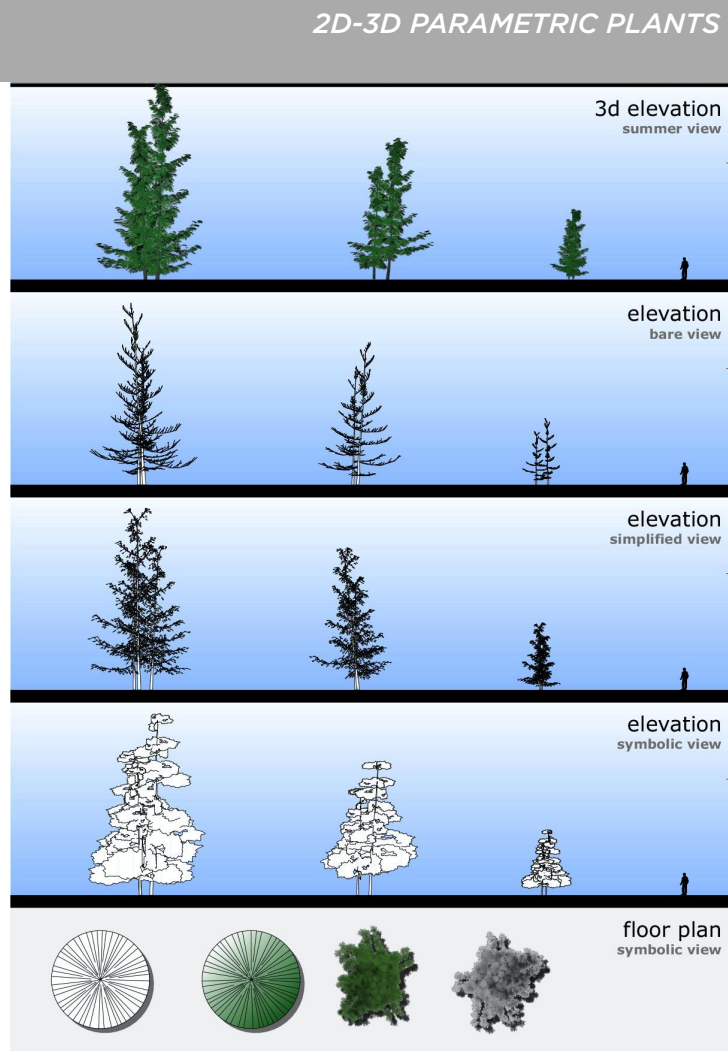 2D-3D PARAMETRIC PLANTS
3d elevation
summer view
elevation
bare view
elevation
simplified view
elevation
symbolic view
floor plan
symbolic view